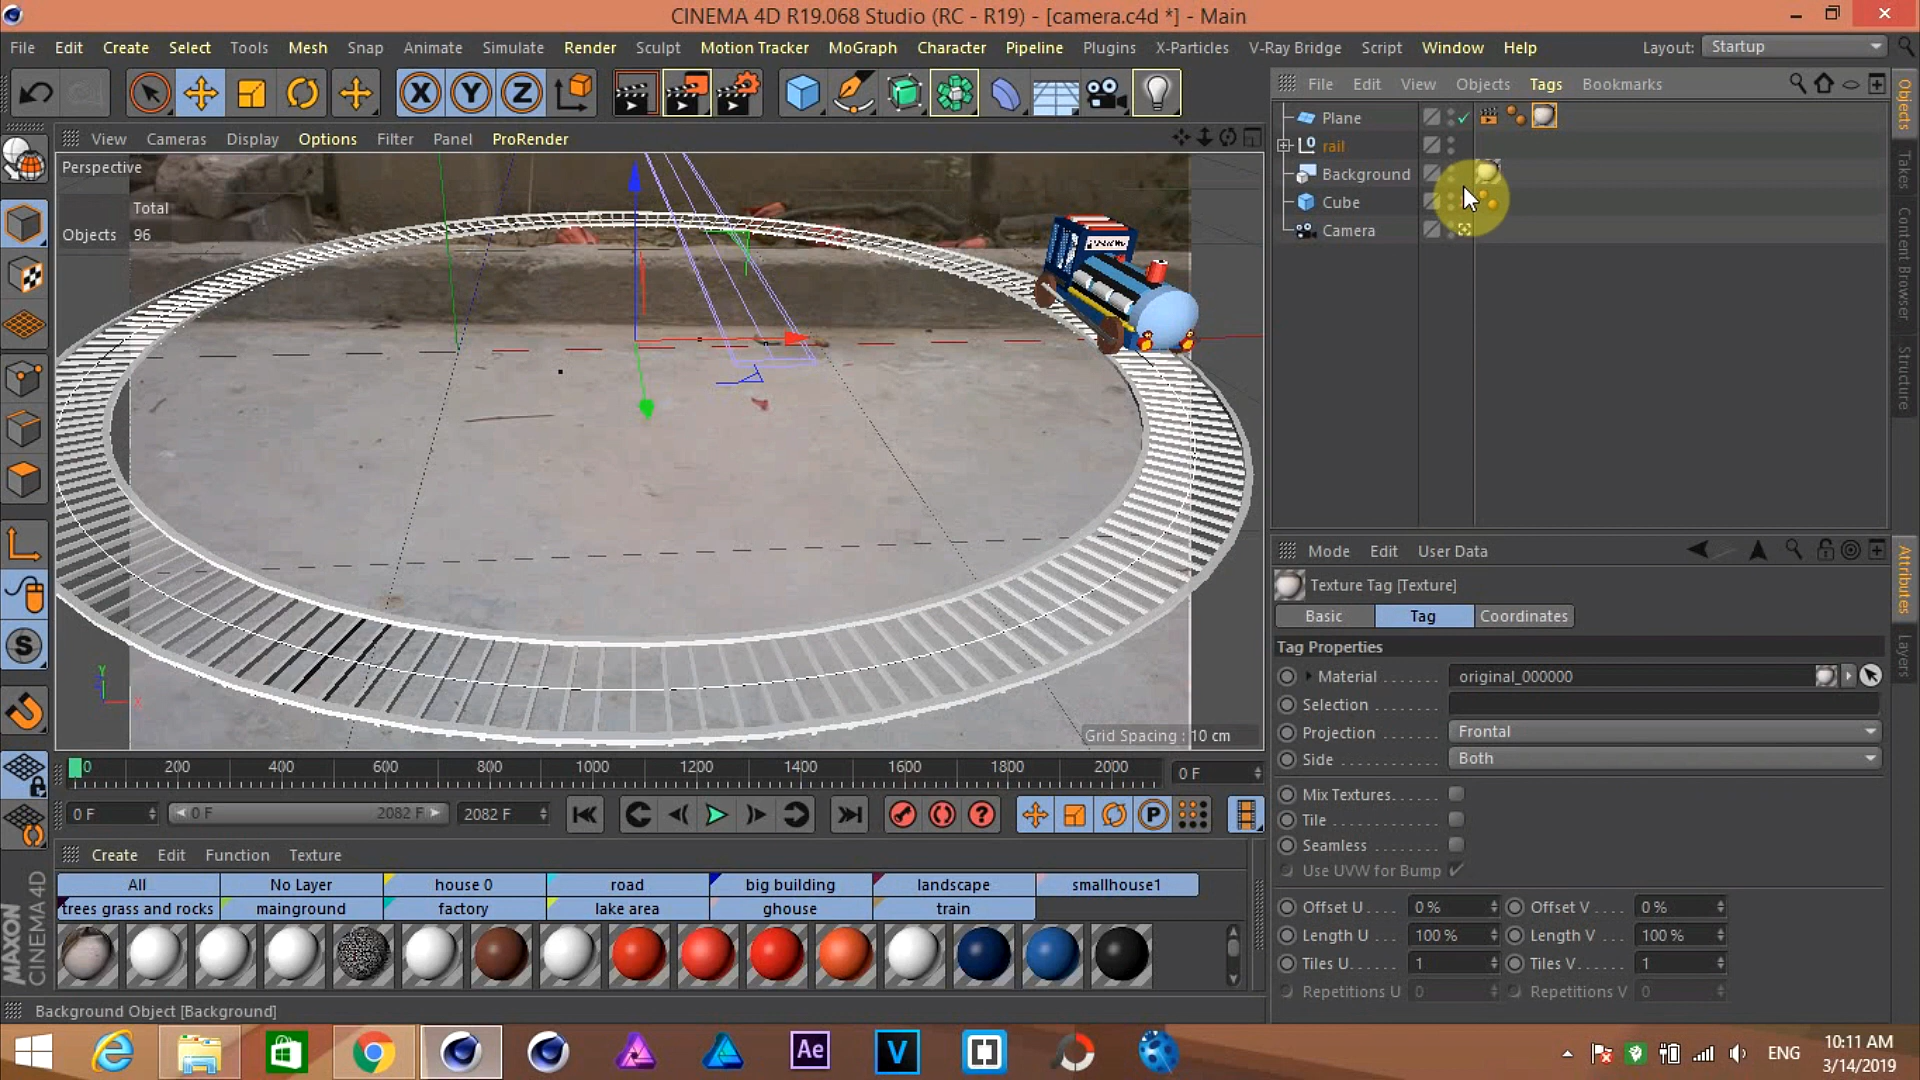 CINEMA 4D R19.068 Studio (RC - R19) - [camera.c4d *] - Main
File Edit Create Select Tools Mesh Snap Animate Simulate Render Sculpt Motion Tracker MoGraph Character Pipeline Plugins X-Particles V-Ray Bridge Script Window Help Layout: Startup
X Y Z
File Edit View Objects Tags Bookmarks
Objects
Takes
Content Browser
Structure
Plane
rail
Background
Cube
Camera
View Cameras Display Options Filter Panel ProRender
Perspective
Total
Objects 96
Grid Spacing : 10 cm
Y
X
Mode Edit User Data
Attributes
Layers
Texture Tag [Texture]
Basic Tag Coordinates
Tag Properties
Material original_000000
Selection
Projection Frontal
Side Both
Mix Textures
Tile
Seamless
Use UVW for Bump
Offset U 0 % Offset V 0 %
Length U 100 % Length V 100 %
Tiles U 1 Tiles V 1
Repetitions U 0 Repetitions V 0
0 200 400 600 800 1000 1200 1400 1600 1800 2000 0 F
0 F 0 F 2082 F 2082 F
Create Edit Function Texture
All No Layer house 0 road big building landscape smallhouse1
trees grass and rocks mainground factory lake area ghouse train
MAXON
CINEMA 4D
Background Object [Background]
Ae
V
ENG
10:11 AM
3/14/2019